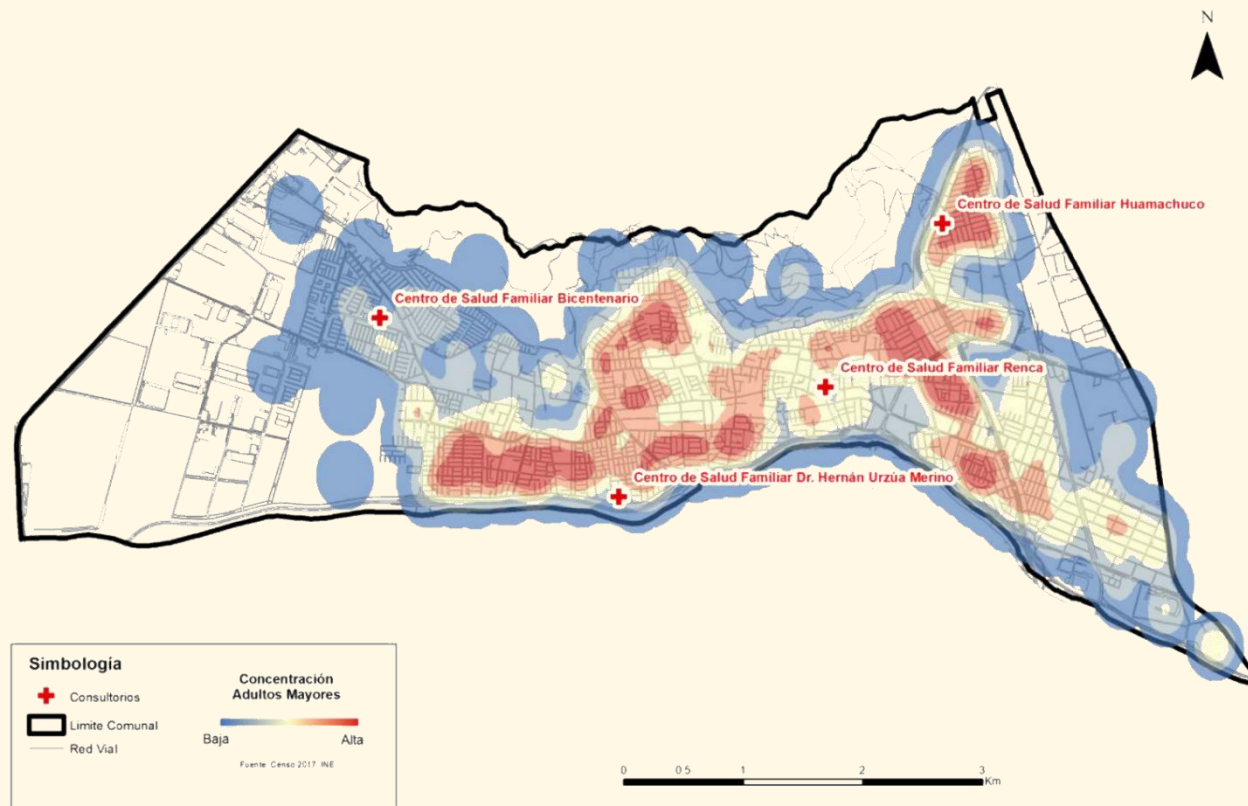 N
Centro de Salud Familiar Huamachuco
Centro de Salud Familiar Bicentenario
Centro de Salud Familiar Renca
Centro de Salud Familiar Dr. Hernán Urzúa Merino
Simbología
Consultorios
Limite Comunal
Red Vial
Concentración
Adultos Mayores
Baja
Alta
Fuente: Censo 2017 INE
0 0.5 1 2 3
Km